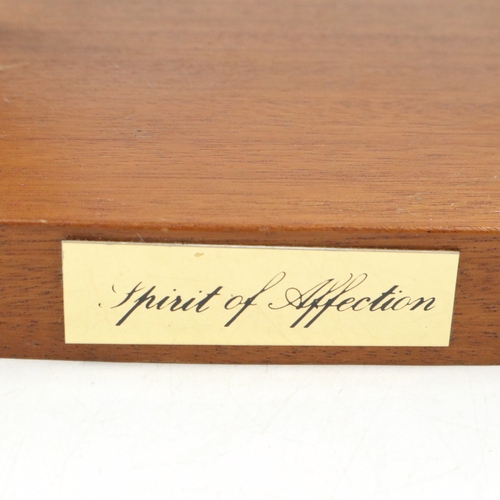 Spirit of Affection